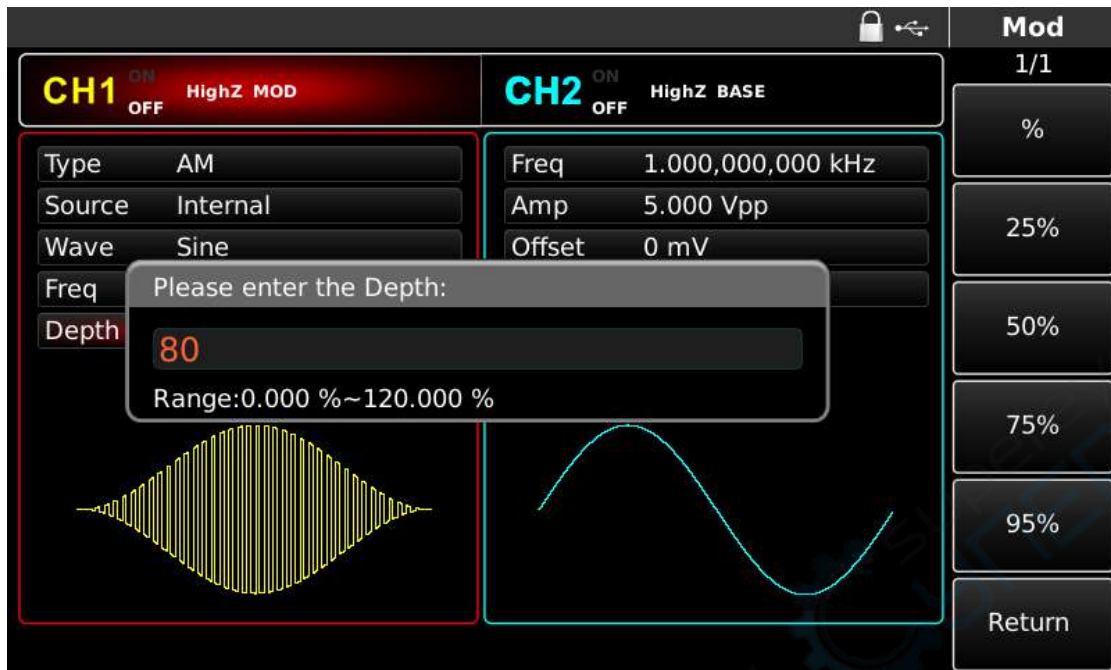 Mod
1/1
CH1 ON OFF HighZ MOD
CH2 ON OFF HighZ BASE
Type AM
Source Internal
Wave Sine
Freq
Depth
Freq 1.000,000,000 kHz
Amp 5.000 Vpp
Offset 0 mV
Please enter the Depth:
80
Range:0.000 %~120.000 %
%
25%
50%
75%
95%
Return